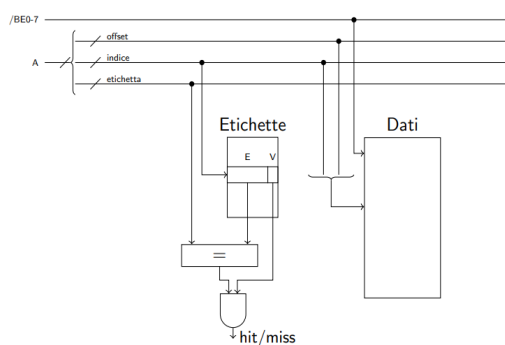 /BE0-7
offset
A
indice
etichetta
Etichette
Dati
E V
=
hit/miss